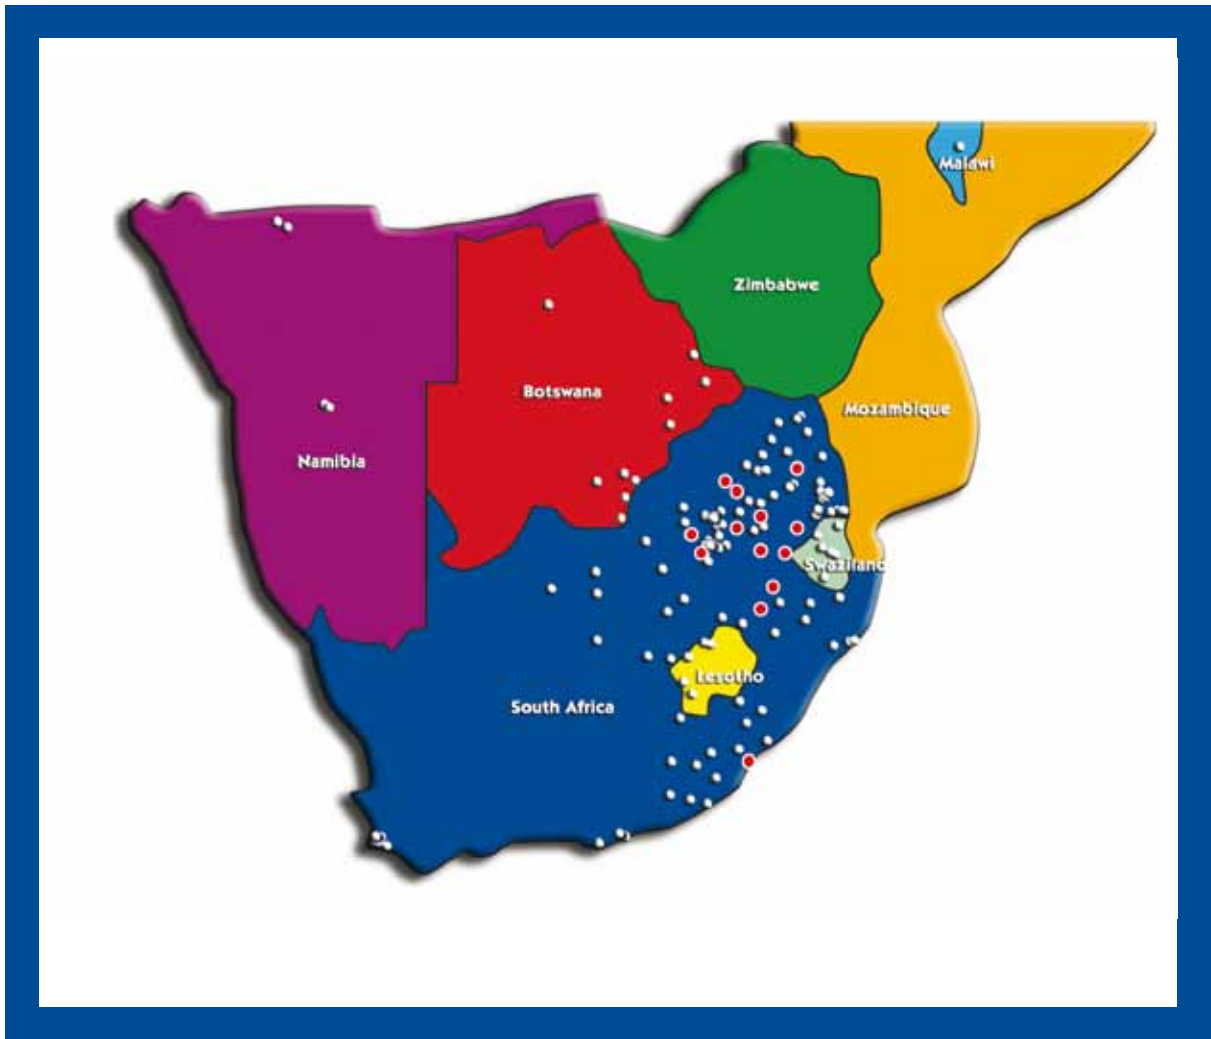 Malawi
Zimbabwe
Botswana
Mozambique
Namibia
Swaziland
Lesotho
South Africa